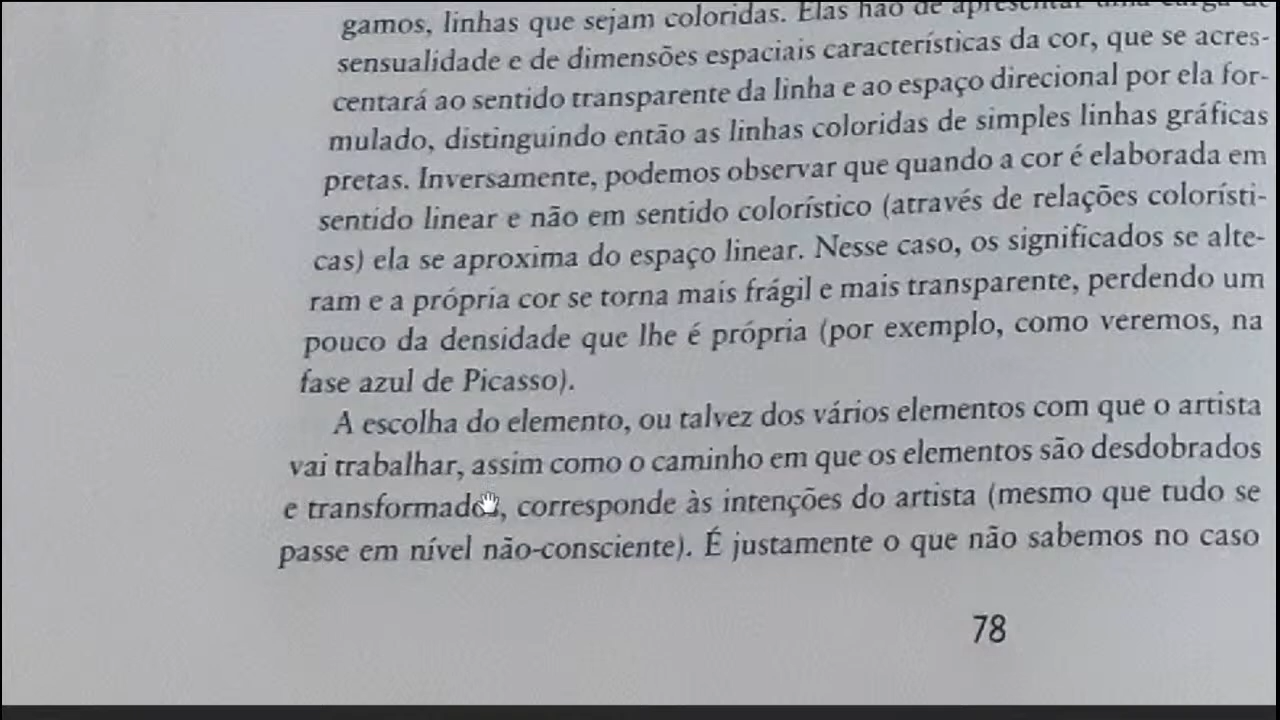 gamos, linhas que sejam coloridas. Elas hão de apresentar uma carga de
sensualidade e de dimensões espaciais características da cor, que se acres-
centará ao sentido transparente da linha e ao espaço direcional por ela for-
mulado, distinguindo então as linhas coloridas de simples linhas gráficas
pretas. Inversamente, podemos observar que quando a cor é elaborada em
sentido linear e não em sentido colorístico (através de relações colorísti-
cas) ela se aproxima do espaço linear. Nesse caso, os significados se alte-
ram e a própria cor se torna mais frágil e mais transparente, perdendo um
pouco da densidade que lhe é própria (por exemplo, como veremos, na
fase azul de Picasso).
A escolha do elemento, ou talvez dos vários elementos com que o artista
vai trabalhar, assim como o caminho em que os elementos são desdobrados
e transformados, corresponde às intenções do artista (mesmo que tudo se
passe em nível não-consciente). É justamente o que não sabemos no caso
78